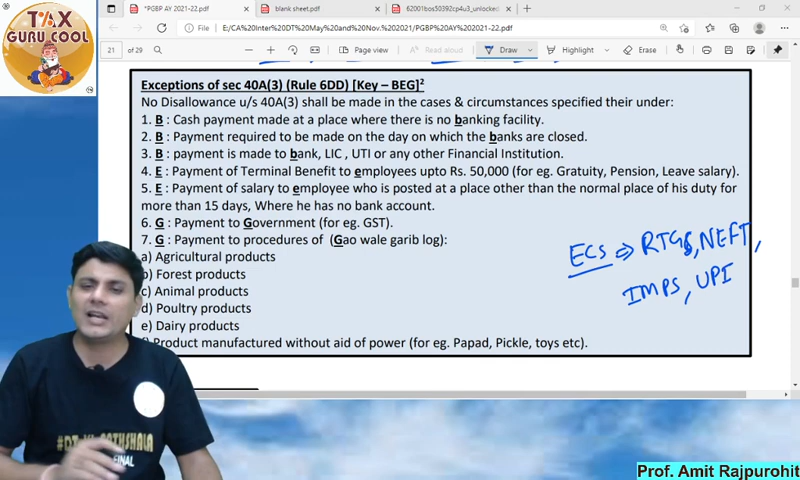 TAX
GURU COOL
*PGBP AY 2021-22.pdf
blank sheet.pdf
62001bos50392cp4u3_unlocked
File
E:/CA%20Inter%20DT%20May%20and%20Nov.%202021/PGBP%20AY%202021-22.pdf
21 of 29
Page view
Draw
Highlight
Erase
Exceptions of sec 40A(3) (Rule 6DD) [Key – BEG]²
No Disallowance u/s 40A(3) shall be made in the cases & circumstances specified their under:
1. B : Cash payment made at a place where there is no banking facility.
2. B : Payment required to be made on the day on which the banks are closed.
3. B : payment is made to bank, LIC , UTI or any other Financial Institution.
4. E : Payment of Terminal Benefit to employees upto Rs. 50,000 (for eg. Gratuity, Pension, Leave salary).
5. E : Payment of salary to employee who is posted at a place other than the normal place of his duty for
more than 15 days, Where he has no bank account.
6. G : Payment to Government (for eg. GST).
7. G : Payment to procedures of (Gao wale garib log):
a) Agricultural products
b) Forest products
c) Animal products
d) Poultry products
e) Dairy products
f) Product manufactured without aid of power (for eg. Papad, Pickle, toys etc).
ECS ⇒ RTGS, NEFT,
IMPS, UPI
FINAL
Prof. Amit Rajpurohit